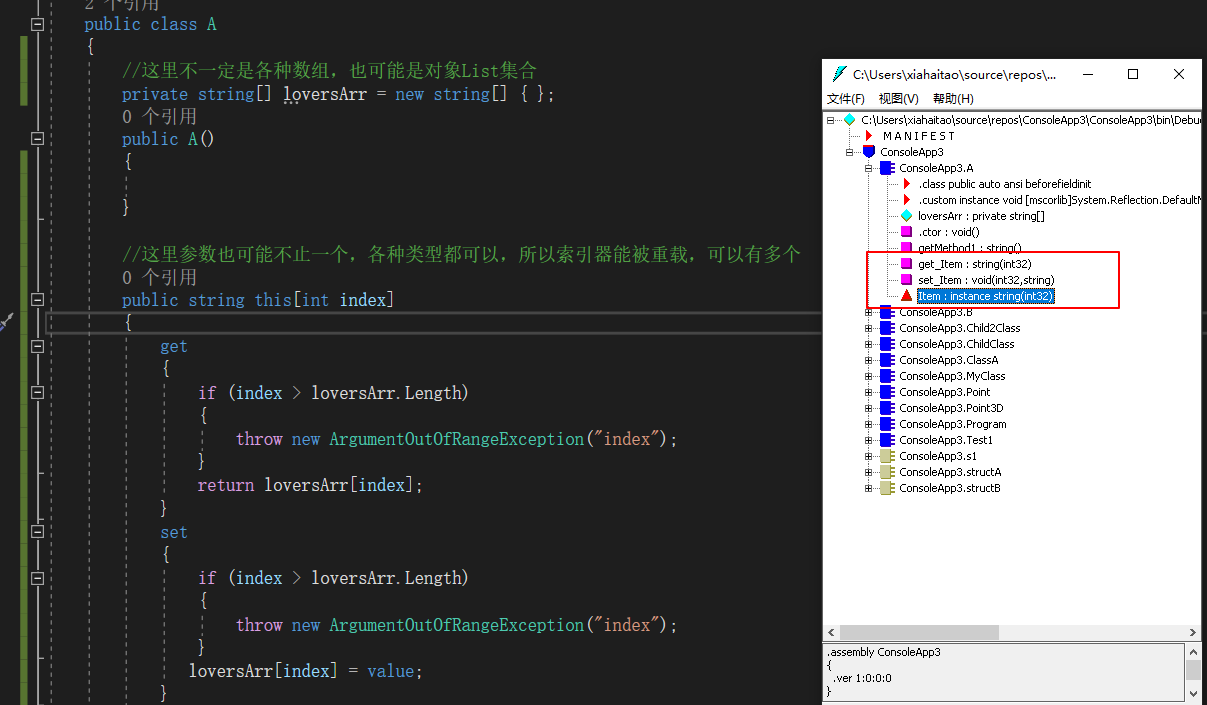 2 个引用
public class A
{
//这里不一定是各种数组，也可能是对象List集合
private string[] loversArr = new string[] { };
0 个引用
public A()
{
}
//这里参数也可能不止一个，各种类型都可以，所以索引器能被重载，可以有多个
0 个引用
public string this[int index]
{
get
{
if (index > loversArr.Length)
{
throw new ArgumentOutOfRangeException("index");
}
return loversArr[index];
}
set
{
if (index > loversArr.Length)
{
throw new ArgumentOutOfRangeException("index");
}
loversArr[index] = value;
}
C:\Users\xiahaitao\source\repos\...
文件(F) 视图(V) 帮助(H)
C:\Users\xiahaitao\source\repos\ConsoleApp3\ConsoleApp3\bin\Debu
M A N I F E S T
ConsoleApp3
ConsoleApp3.A
.class public auto ansi beforefieldinit
.custom instance void [mscorlib]System.Reflection.DefaultM
loversArr : private string[]
.ctor : void()
getMethod1 : string()
get_Item : string(int32)
set_Item : void(int32,string)
Item : instance string(int32)
ConsoleApp3.B
ConsoleApp3.Child2Class
ConsoleApp3.ChildClass
ConsoleApp3.ClassA
ConsoleApp3.MyClass
ConsoleApp3.Point
ConsoleApp3.Point3D
ConsoleApp3.Program
ConsoleApp3.Test1
ConsoleApp3.s1
ConsoleApp3.structA
ConsoleApp3.structB
.assembly ConsoleApp3
{
.ver 1:0:0:0
}